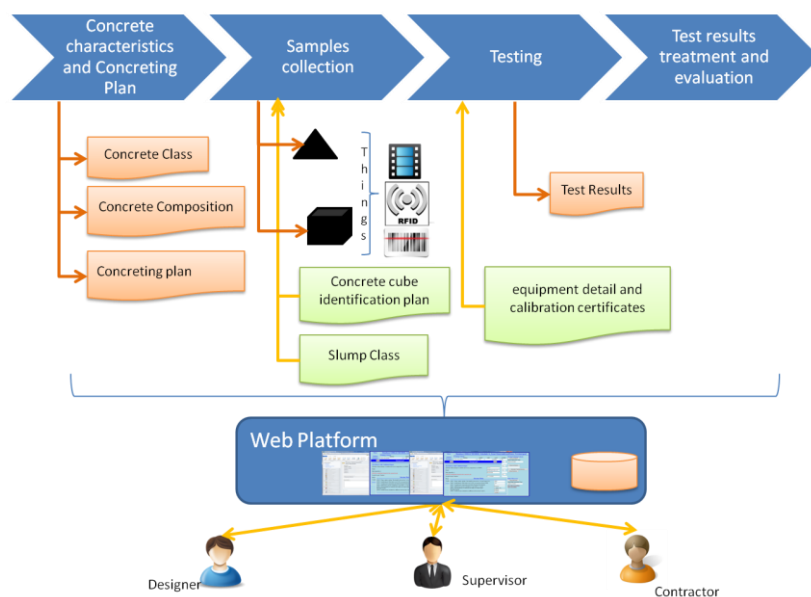 Concrete
characteristics
and Concreting
Plan
Samples
collection
Testing
Test results
treatment and
evaluation
Concrete Class
Concrete Composition
Concreting plan
Things
RFID
Test Results
Concrete cube
identification plan
Slump Class
equipment detail and
calibration certificates
Web Platform
Designer
Supervisor
Contractor